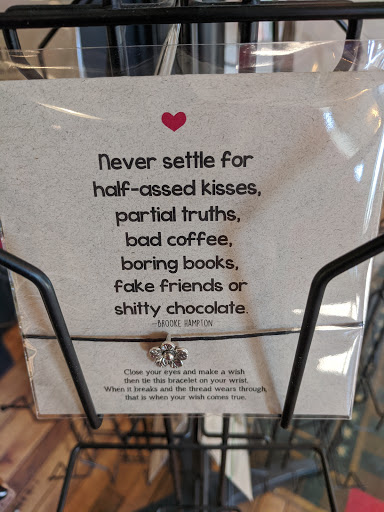 Never settle for
half-assed kisses,
partial truths,
bad coffee,
boring books,
fake friends or
shitty chocolate.
-BROOKE HAMPTON
Close your eyes and make a wish
then tie this bracelet on your wrist.
When it breaks and the thread wears through,
that is when your wish comes true.